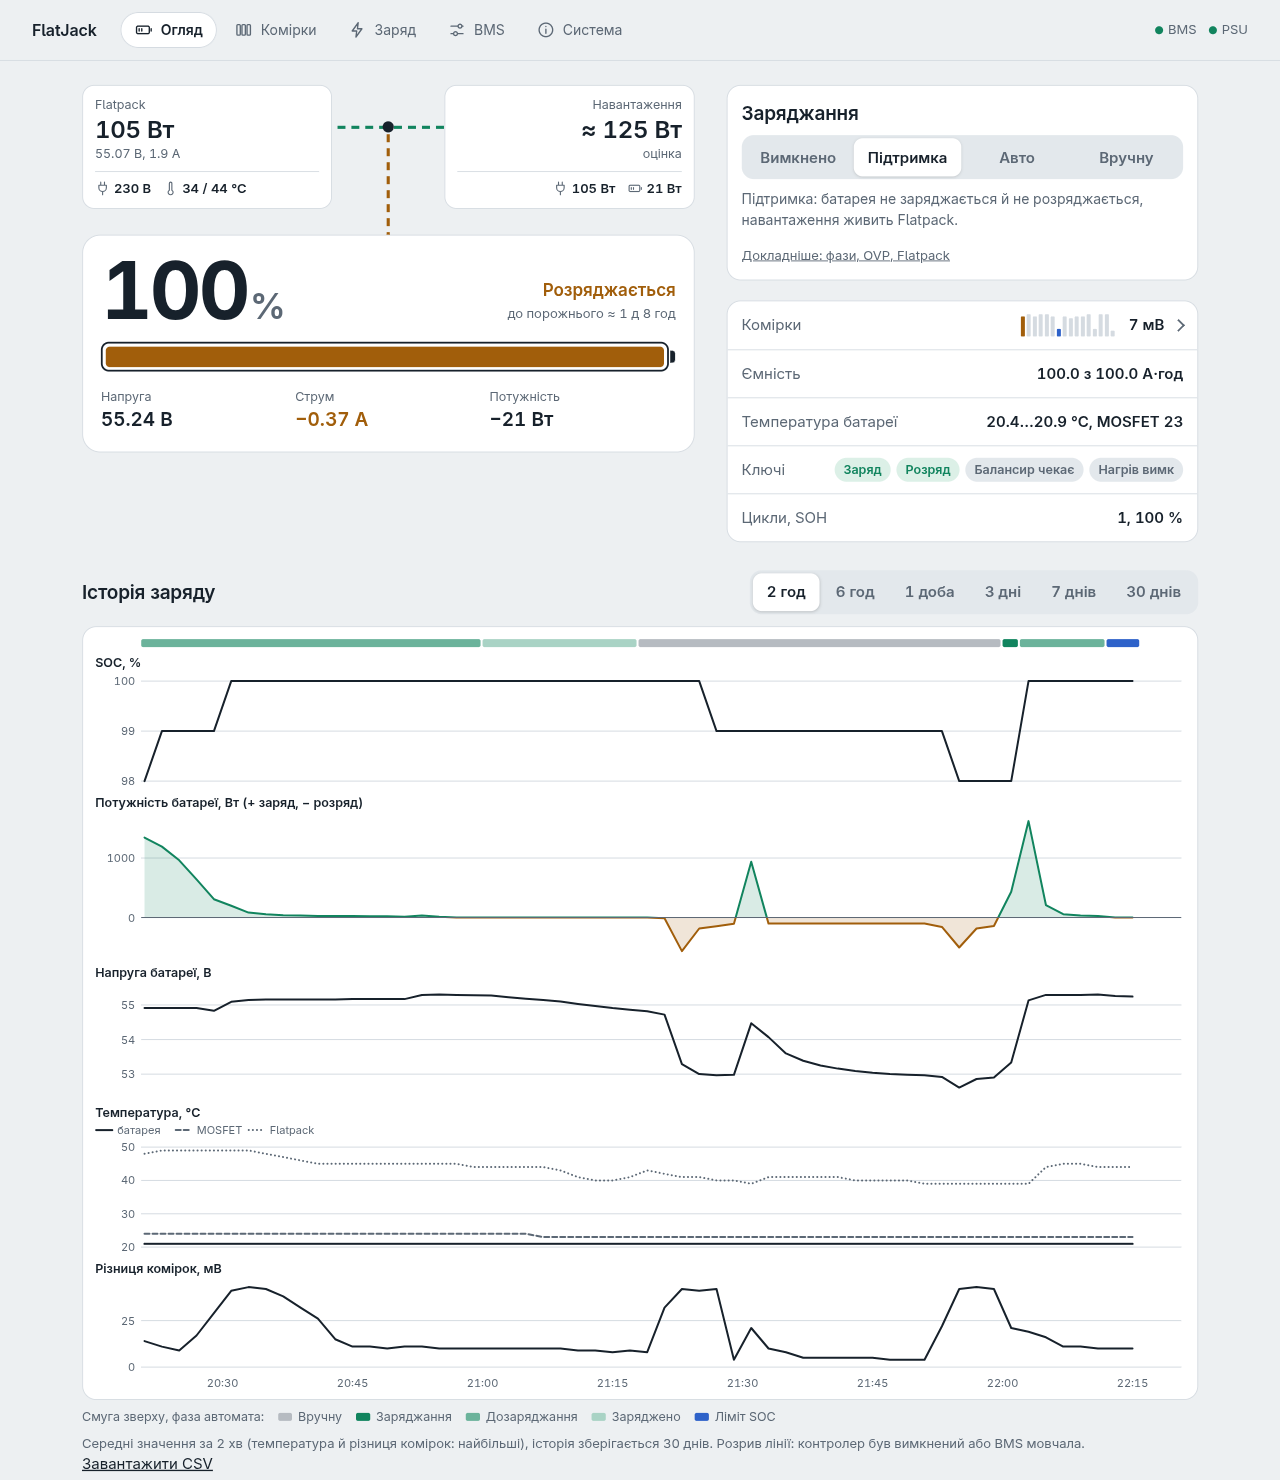 FlatJack
Огляд
Комірки
Заряд
BMS
Система
BMS
PSU
Flatpack
105 Вт
55.07 В, 1.9 А
230 В
34 / 44 °C
Навантаження
≈ 125 Вт
оцінка
105 Вт
21 Вт
100%
Розряджається
до порожнього ≈ 1 д 8 год
Напруга
55.24 В
Струм
−0.37 А
Потужність
−21 Вт
Заряджання
Вимкнено
Підтримка
Авто
Вручну
Підтримка: батарея не заряджається й не розряджається,
навантаження живить Flatpack.
Докладніше: фази, OVP, Flatpack
Комірки
7 мВ
Ємність
100.0 з 100.0 А·год
Температура батареї
20.4…20.9 °C, MOSFET 23
Ключі
Заряд
Розряд
Балансир чекає
Нагрів вимк
Цикли, SOH
1, 100 %
Історія заряду
2 год
6 год
1 доба
3 дні
7 днів
30 днів
SOC, %
100
99
98
Потужність батареї, Вт (+ заряд, − розряд)
1000
0
Напруга батареї, В
55
54
53
Температура, °C
батарея
MOSFET
Flatpack
50
40
30
20
Різниця комірок, мВ
25
0
20:30
20:45
21:00
21:15
21:30
21:45
22:00
22:15
Смуга зверху, фаза автомата:
Вручну
Заряджання
Дозаряджання
Заряджено
Ліміт SOC
Середні значення за 2 хв (температура й різниця комірок: найбільші), історія зберігається 30 днів. Розрив лінії: контролер був вимкнений або BMS мовчала.
Завантажити CSV